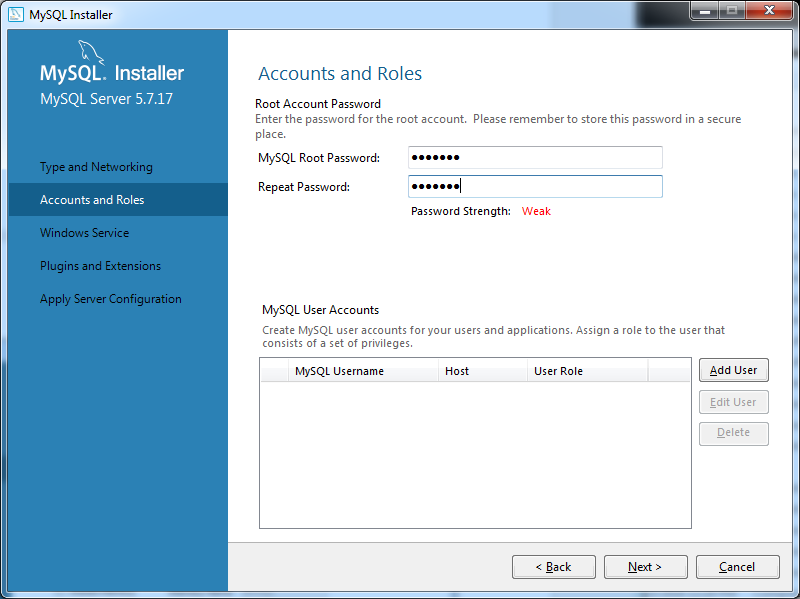 MySQL Installer
MySQL. Installer
MySQL Server 5.7.17
Type and Networking
Accounts and Roles
Windows Service
Plugins and Extensions
Apply Server Configuration
Accounts and Roles
Root Account Password
Enter the password for the root account.  Please remember to store this password in a secure
place.
MySQL Root Password: ●●●●●●●
Repeat Password: ●●●●●●●
Password Strength: Weak
MySQL User Accounts
Create MySQL user accounts for your users and applications. Assign a role to the user that
consists of a set of privileges.
MySQL Username Host User Role
Add User
Edit User
Delete
< Back Next > Cancel